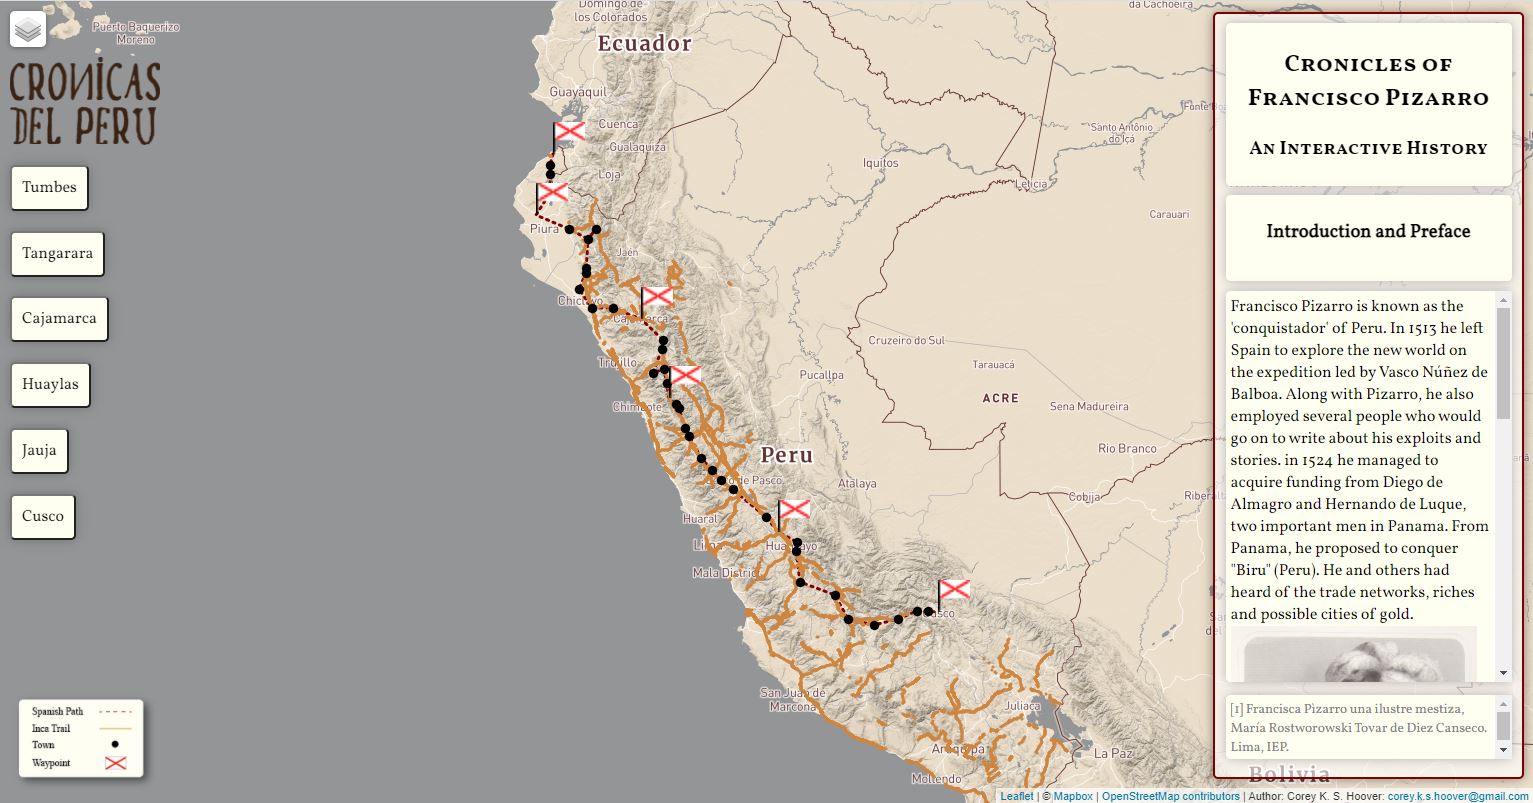 Puerto Baquerizo
Moreno
CRONICAS
DEL PERU
Tumbes
Tangarara
Cajamarca
Huaylas
Jauja
Cusco
Spanish Path
Inca Trail
Town
Waypoint
Domingo de
los Colorados
Ecuador
Guayaquil
Cuenca
Gualaquiza
Loja
Piura
Jaén
Trujillo
Chimbote
Peru
Huaral
Mala District
San Juan de
Marcona
Juliaca
Arequipa
Mollendo
La Paz
da Cachoeira
Santo Antônio
do Içá
Iquitos
Leticia
Carauari
Cruzeiro do Sul
Tarauacá
Pucallpa
ACRE
Sena Madureira
Rio Branco
Atalaya
Cobija
Bolivia
Cronicles of
Francisco Pizarro
An Interactive History
Introduction and Preface
Francisco Pizarro is known as the
'conquistador' of Peru. In 1513 he left
Spain to explore the new world on
the expedition led by Vasco Núñez de
Balboa. Along with Pizarro, he also
employed several people who would
go on to write about his exploits and
stories. in 1524 he managed to
acquire funding from Diego de
Almagro and Hernando de Luque,
two important men in Panama. From
Panama, he proposed to conquer
"Biru" (Peru). He and others had
heard of the trade networks, riches
and possible cities of gold.
[1] Francisca Pizarro una ilustre mestiza,
María Rostworowski Tovar de Diez Canseco.
Lima, IEP.
Leaflet | © Mapbox | OpenStreetMap contributors | Author: Corey K. S. Hoover: corey.k.s.hoover@gmail.com